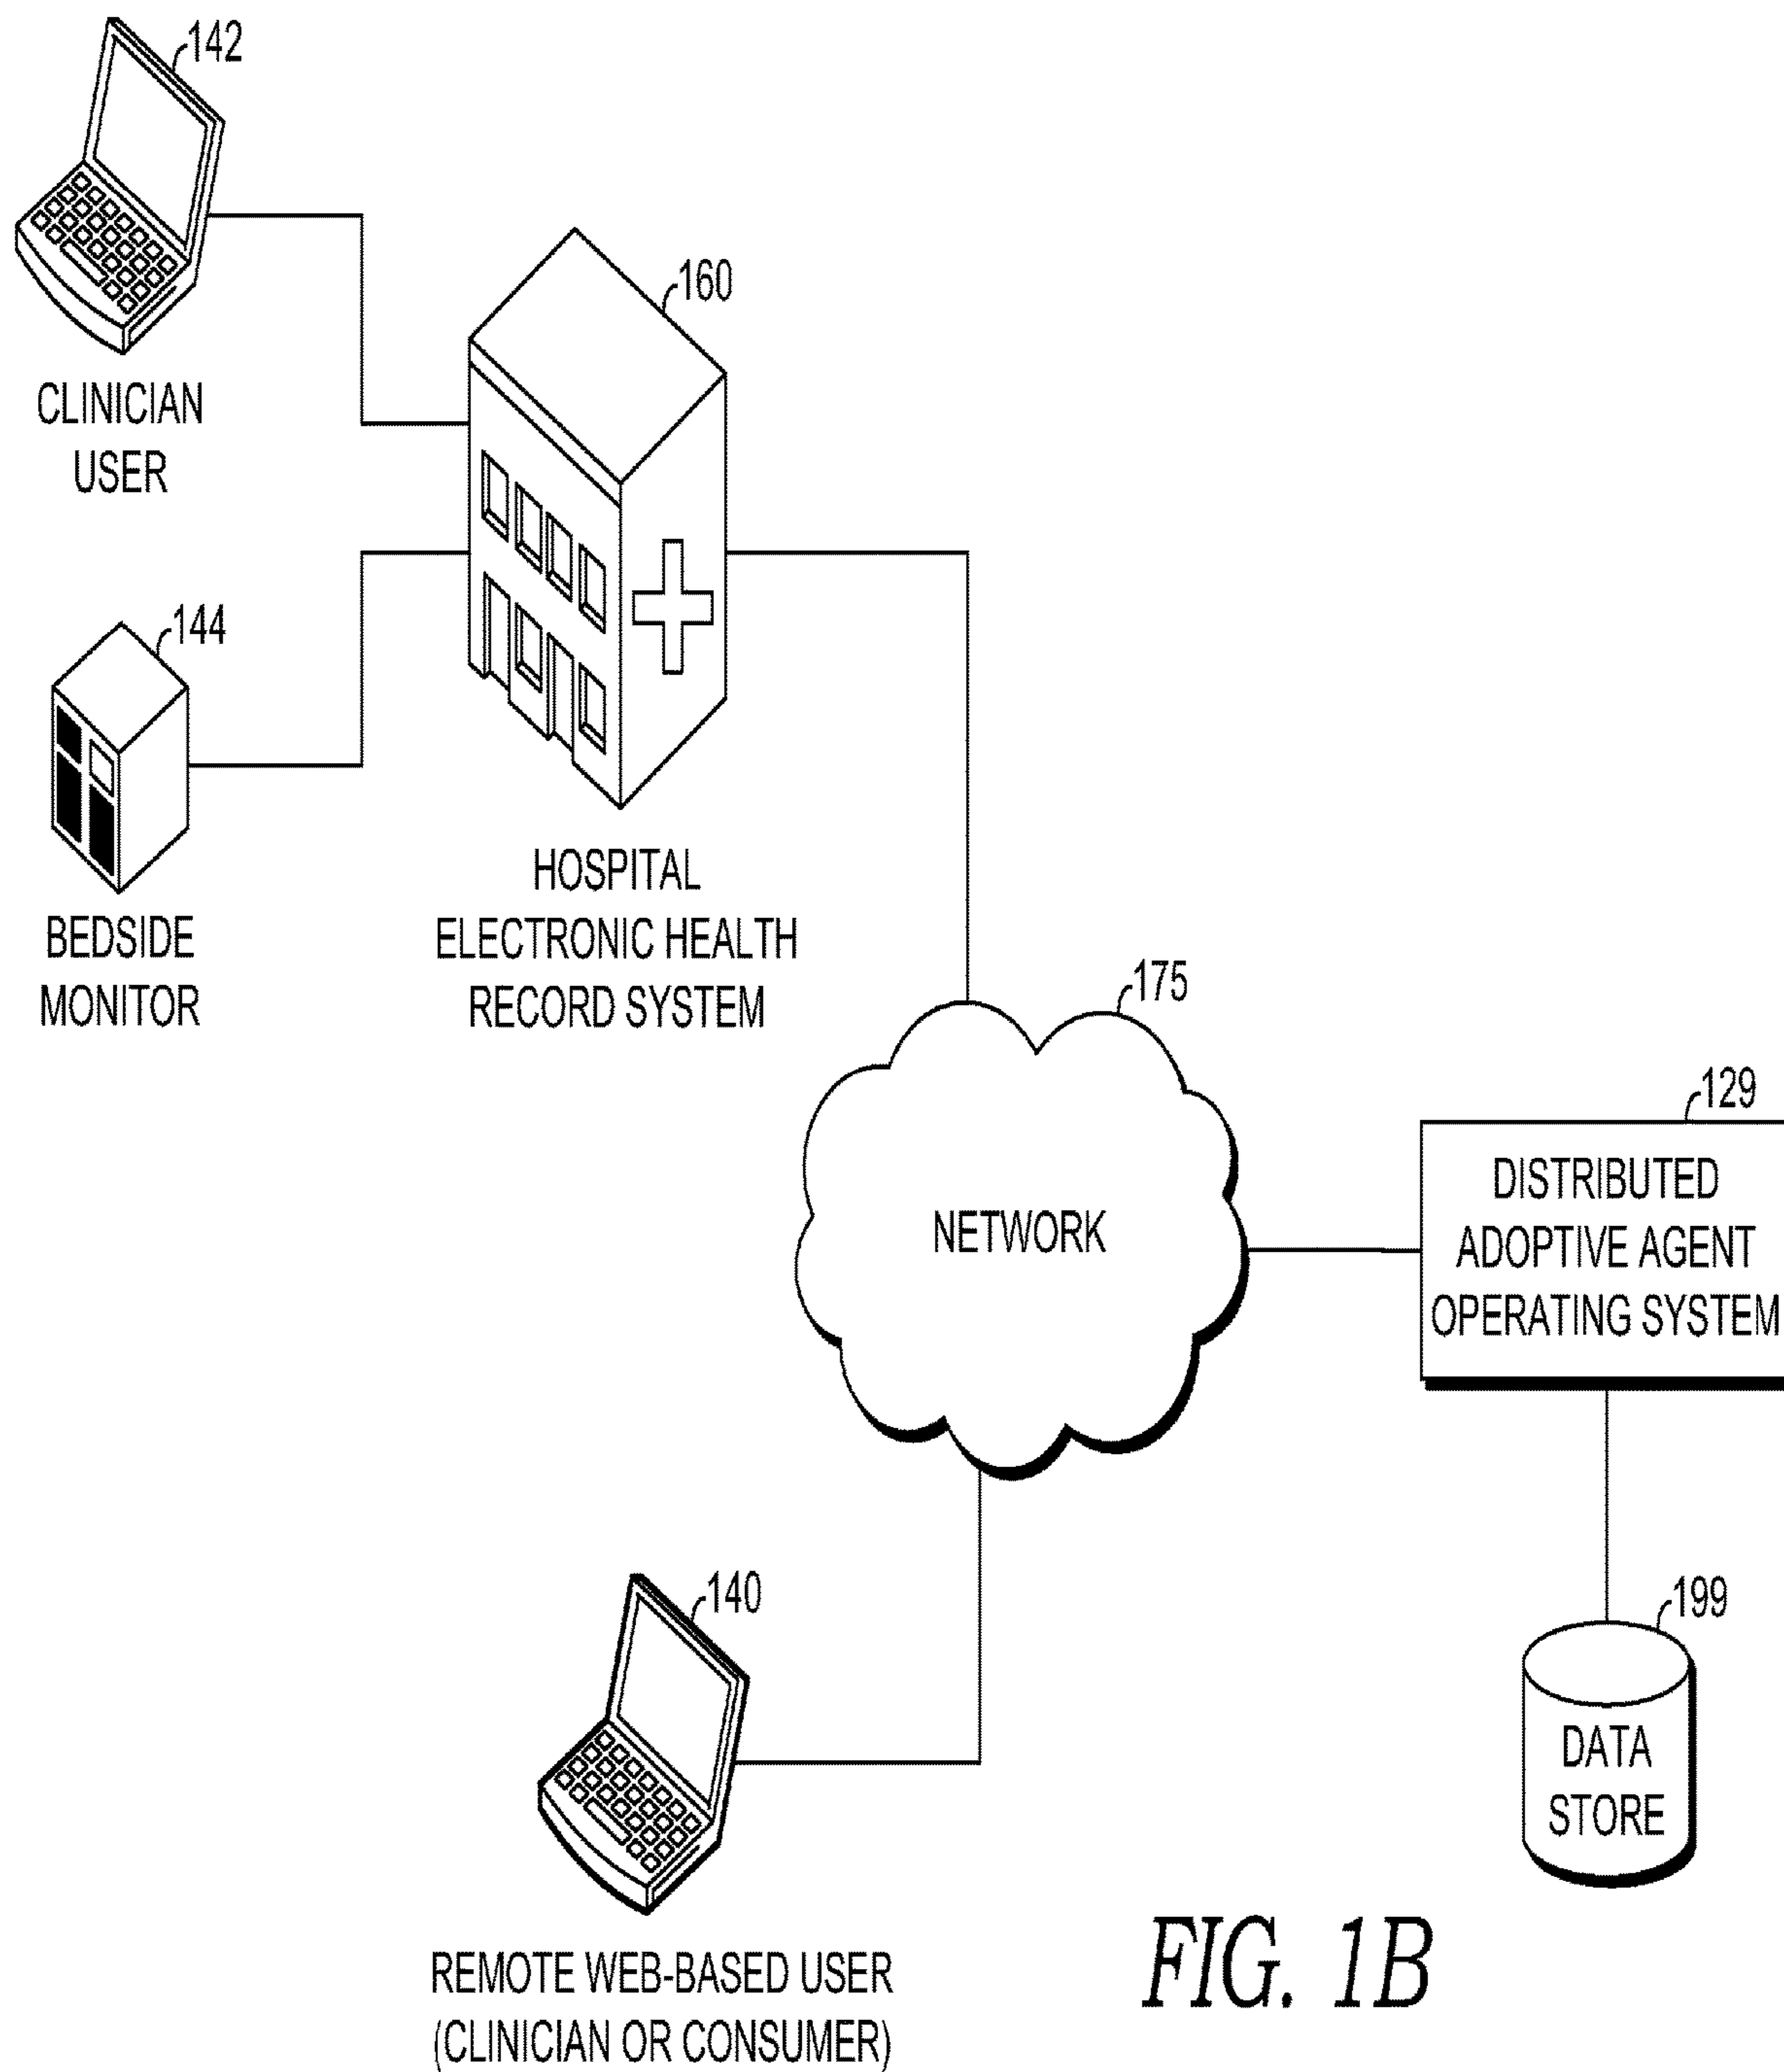 142
CLINICIAN
USER
160
144
BEDSIDE
MONITOR
HOSPITAL
ELECTRONIC HEALTH
RECORD SYSTEM
175
NETWORK
129
DISTRIBUTED
ADOPTIVE AGENT
OPERATING SYSTEM
140
199
DATA
STORE
REMOTE WEB-BASED USER
(CLINICIAN OR CONSUMER)
FIG. 1B